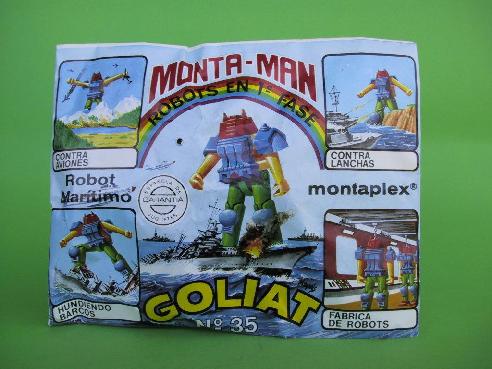 MONTA-MAN
ROBOTS EN 1ª FASE
CONTRA
AVIONES
CONTRA
LANCHAS
Robot
Marítimo
GARANTIA
montaplex®
HUNDIENDO
BARCOS
GOLIAT
Nº 35
FABRICA
DE ROBOTS